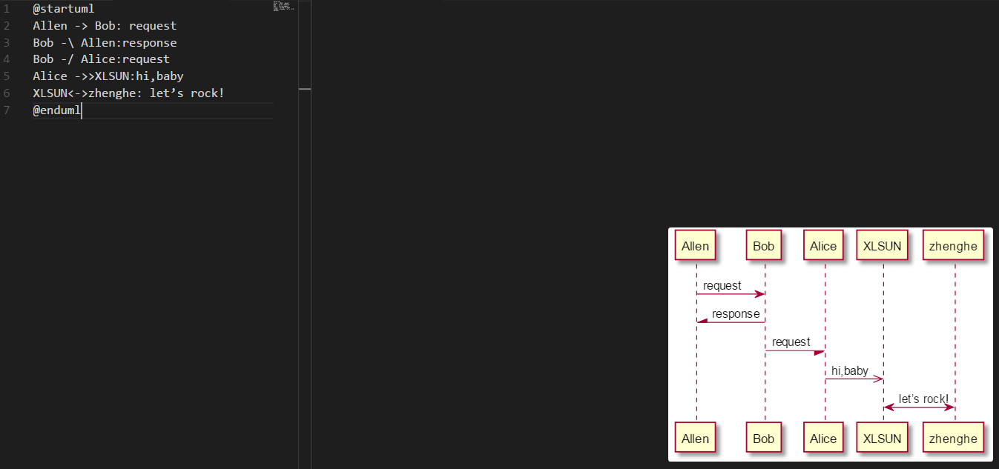 1 @startuml
2 Allen -> Bob: request
3 Bob -\ Allen:response
4 Bob -/ Alice:request
5 Alice ->>XLSUN:hi,baby
6 XLSUN<->zhenghe: let’s rock!
7 @enduml
Allen Bob Alice XLSUN zhenghe
request
response
request
hi,baby
let’s rock!
Allen Bob Alice XLSUN zhenghe